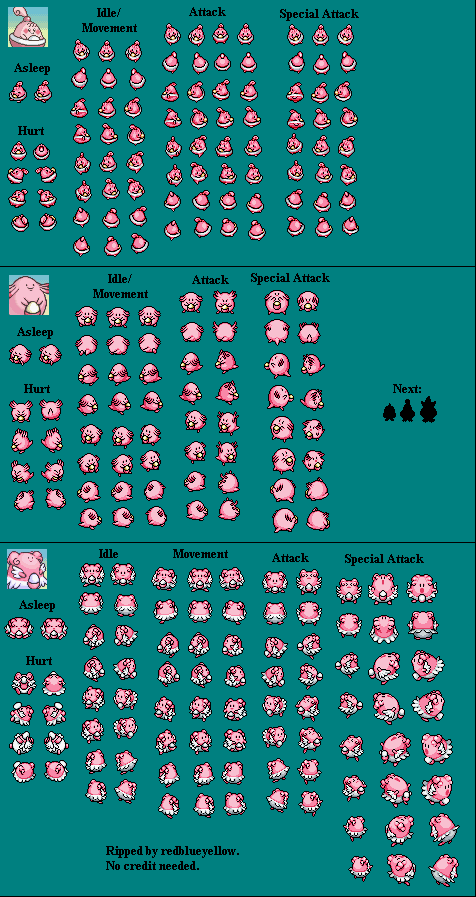 Idle/
Movement
Attack
Special Attack
Asleep
Hurt
Idle/
Movement
Attack
Special Attack
Asleep
Hurt
Next:
Idle
Movement
Attack
Special Attack
Asleep
Hurt
Ripped by redblueyellow.
No credit needed.